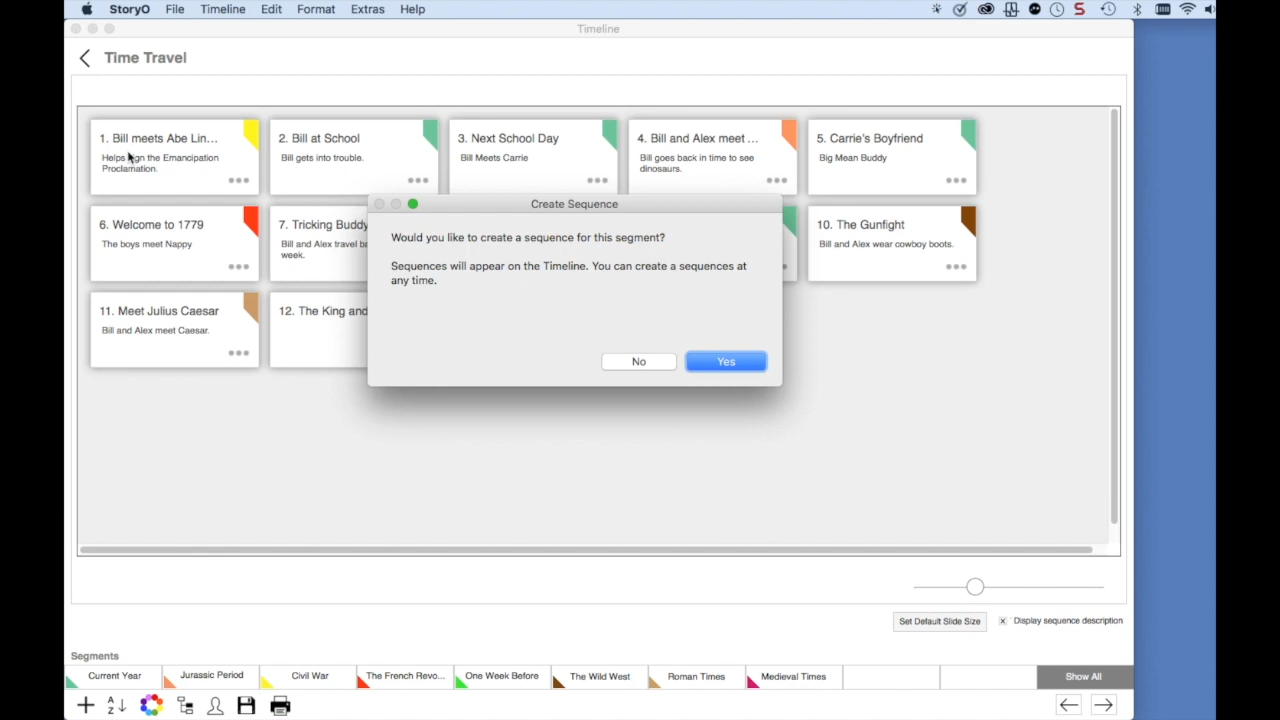 StoryO File Timeline Edit Format Extras Help
Timeline
Time Travel
1. Bill meets Abe Lin...
Helps sign the Emancipation
Proclamation.
2. Bill at School
Bill gets into trouble.
3. Next School Day
Bill Meets Carrie
4. Bill and Alex meet ...
Bill goes back in time to see
dinosaurs.
5. Carrie's Boyfriend
Big Mean Buddy
6. Welcome to 1779
The boys meet Nappy
7. Tricking Buddy
Bill and Alex travel
week.
10. The Gunfight
Bill and Alex wear cowboy boots.
11. Meet Julius Caesar
Bill and Alex meet Caesar.
12. The King and
Create Sequence
Would you like to create a sequence for this segment?
Sequences will appear on the Timeline. You can create a sequences at
any time.
No Yes
Set Default Slide Size x Display sequence description
Segments
Current Year Jurassic Period Civil War The French Revo... One Week Before The Wild West Roman Times Medieval Times Show All
A
Z